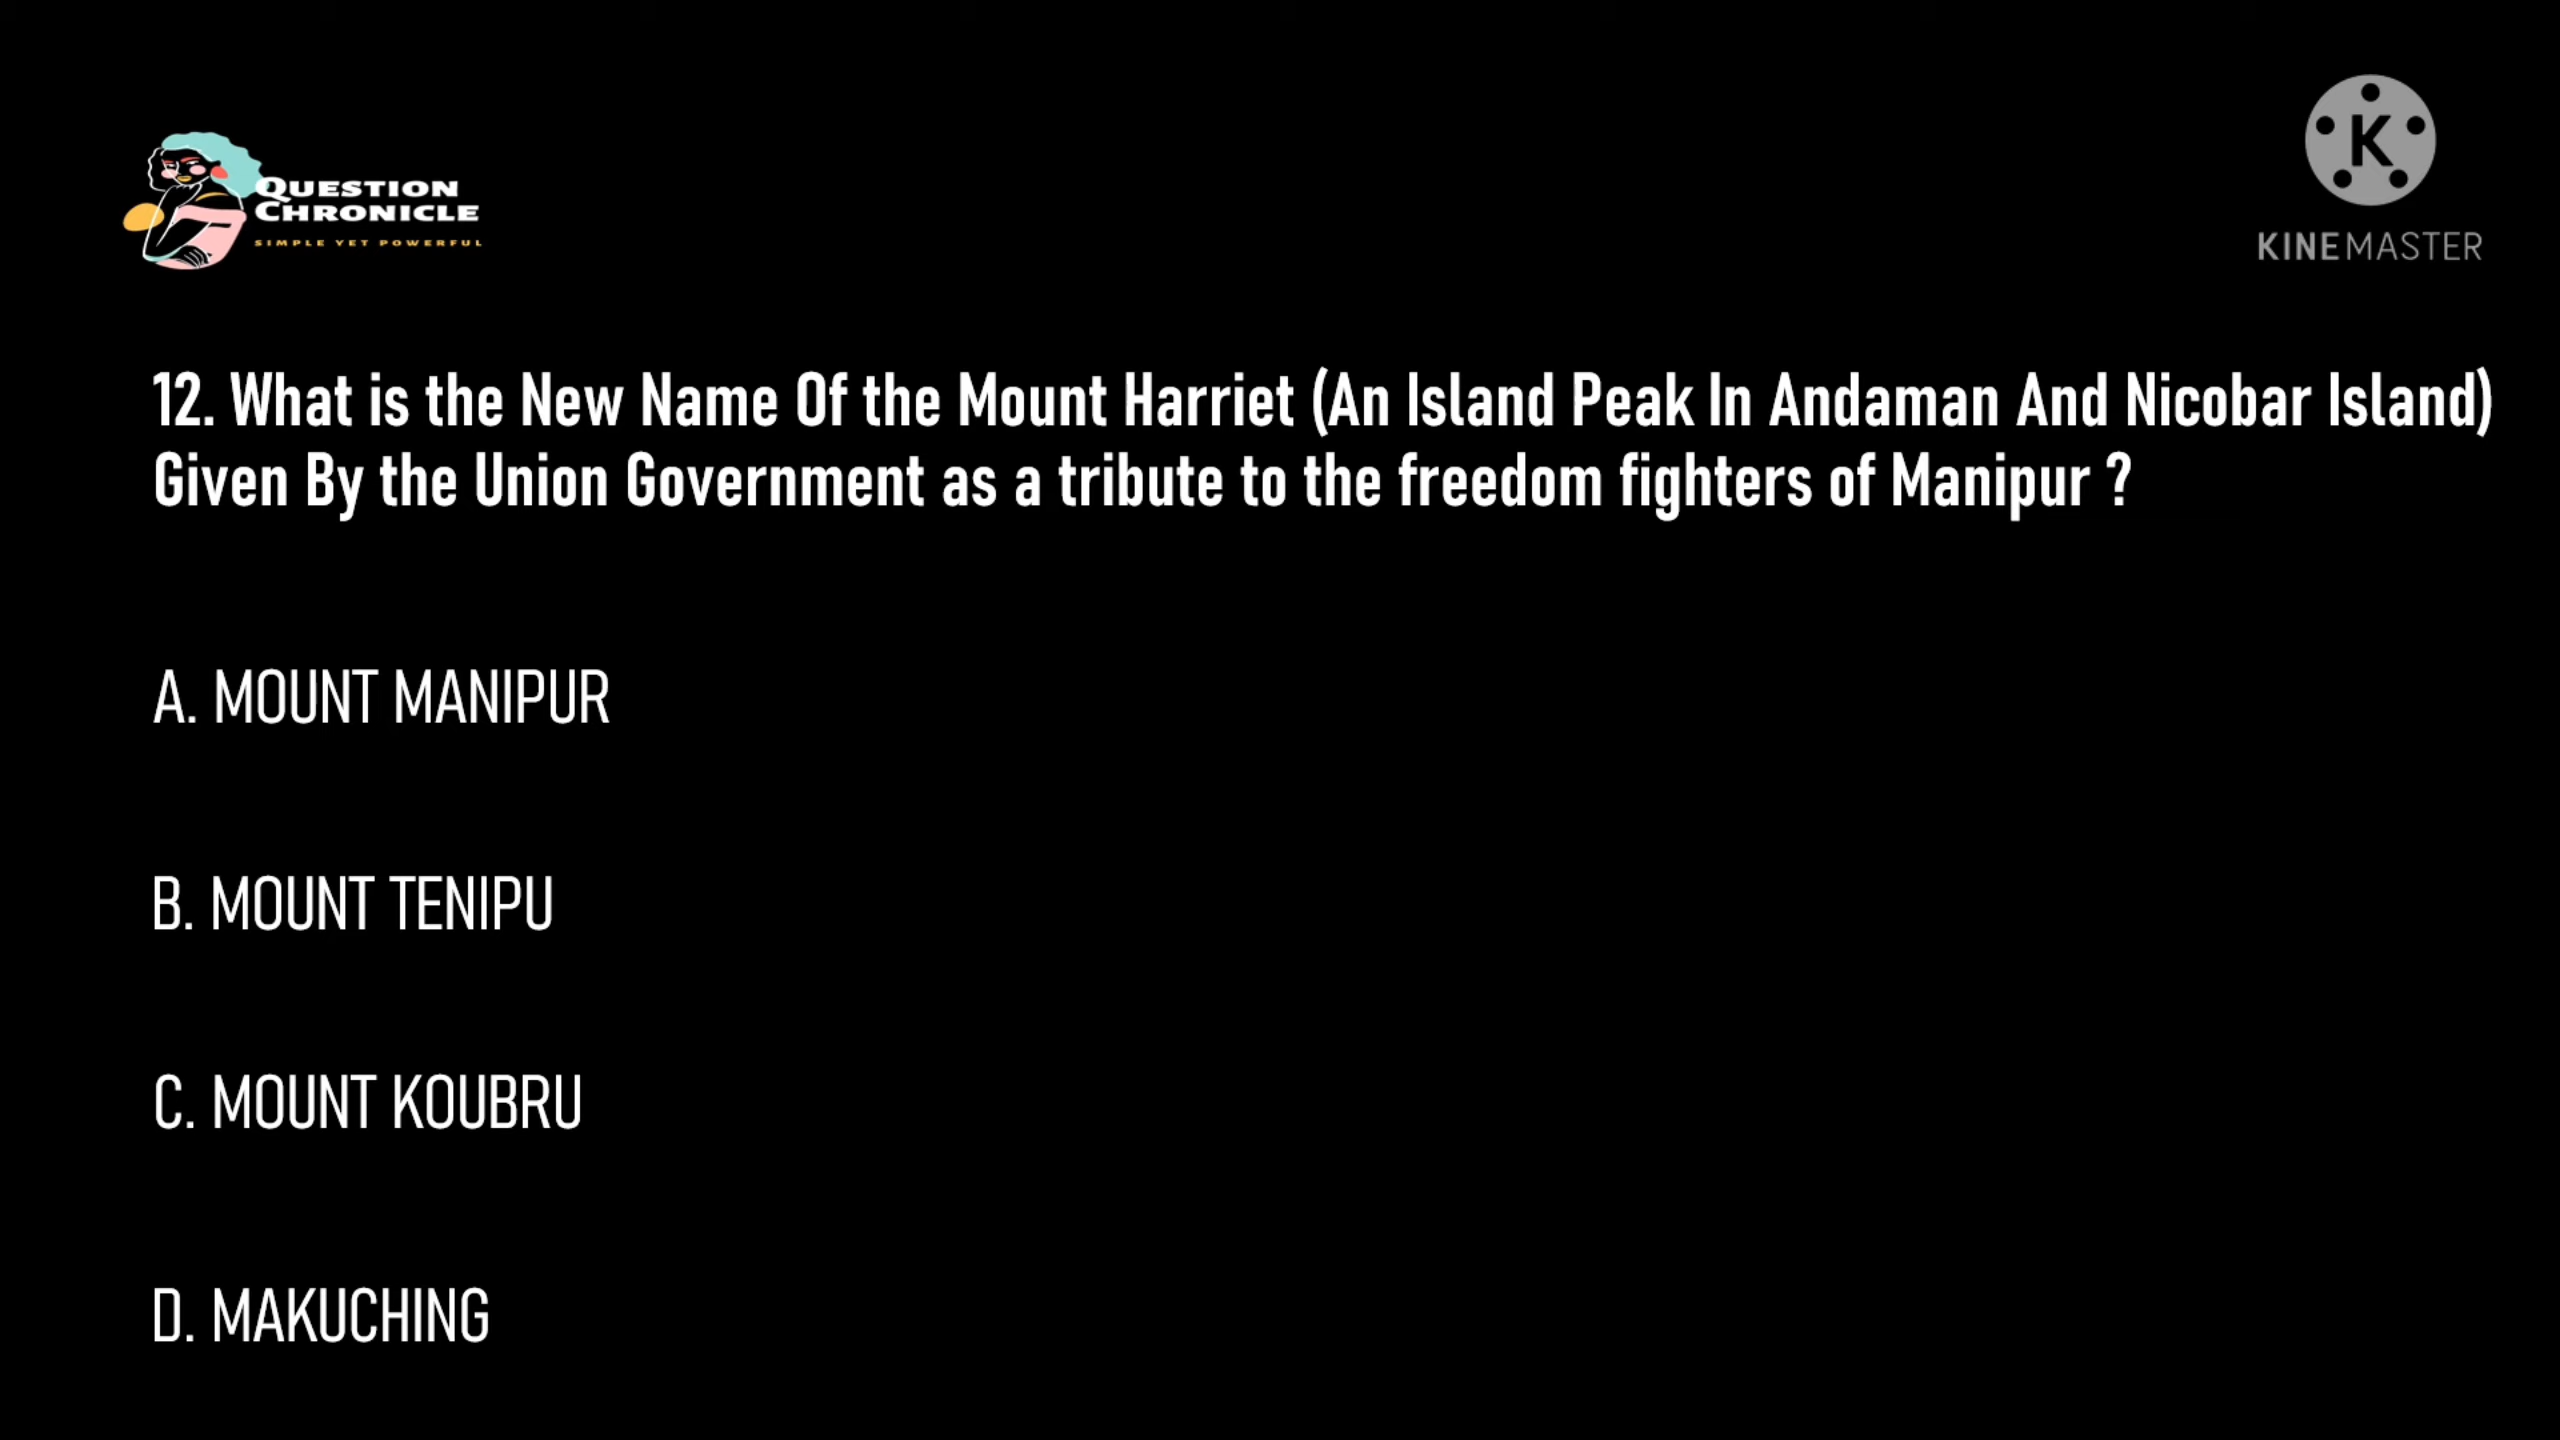 QUESTION
CHRONICLE
SIMPLE YET POWERFUL
K
KINEMASTER
12. What is the New Name Of the Mount Harriet (An Island Peak In Andaman And Nicobar Island)
Given By the Union Government as a tribute to the freedom fighters of Manipur ?
A. MOUNT MANIPUR
B. MOUNT TENIPU
C. MOUNT KOUBRU
D. MAKUCHING